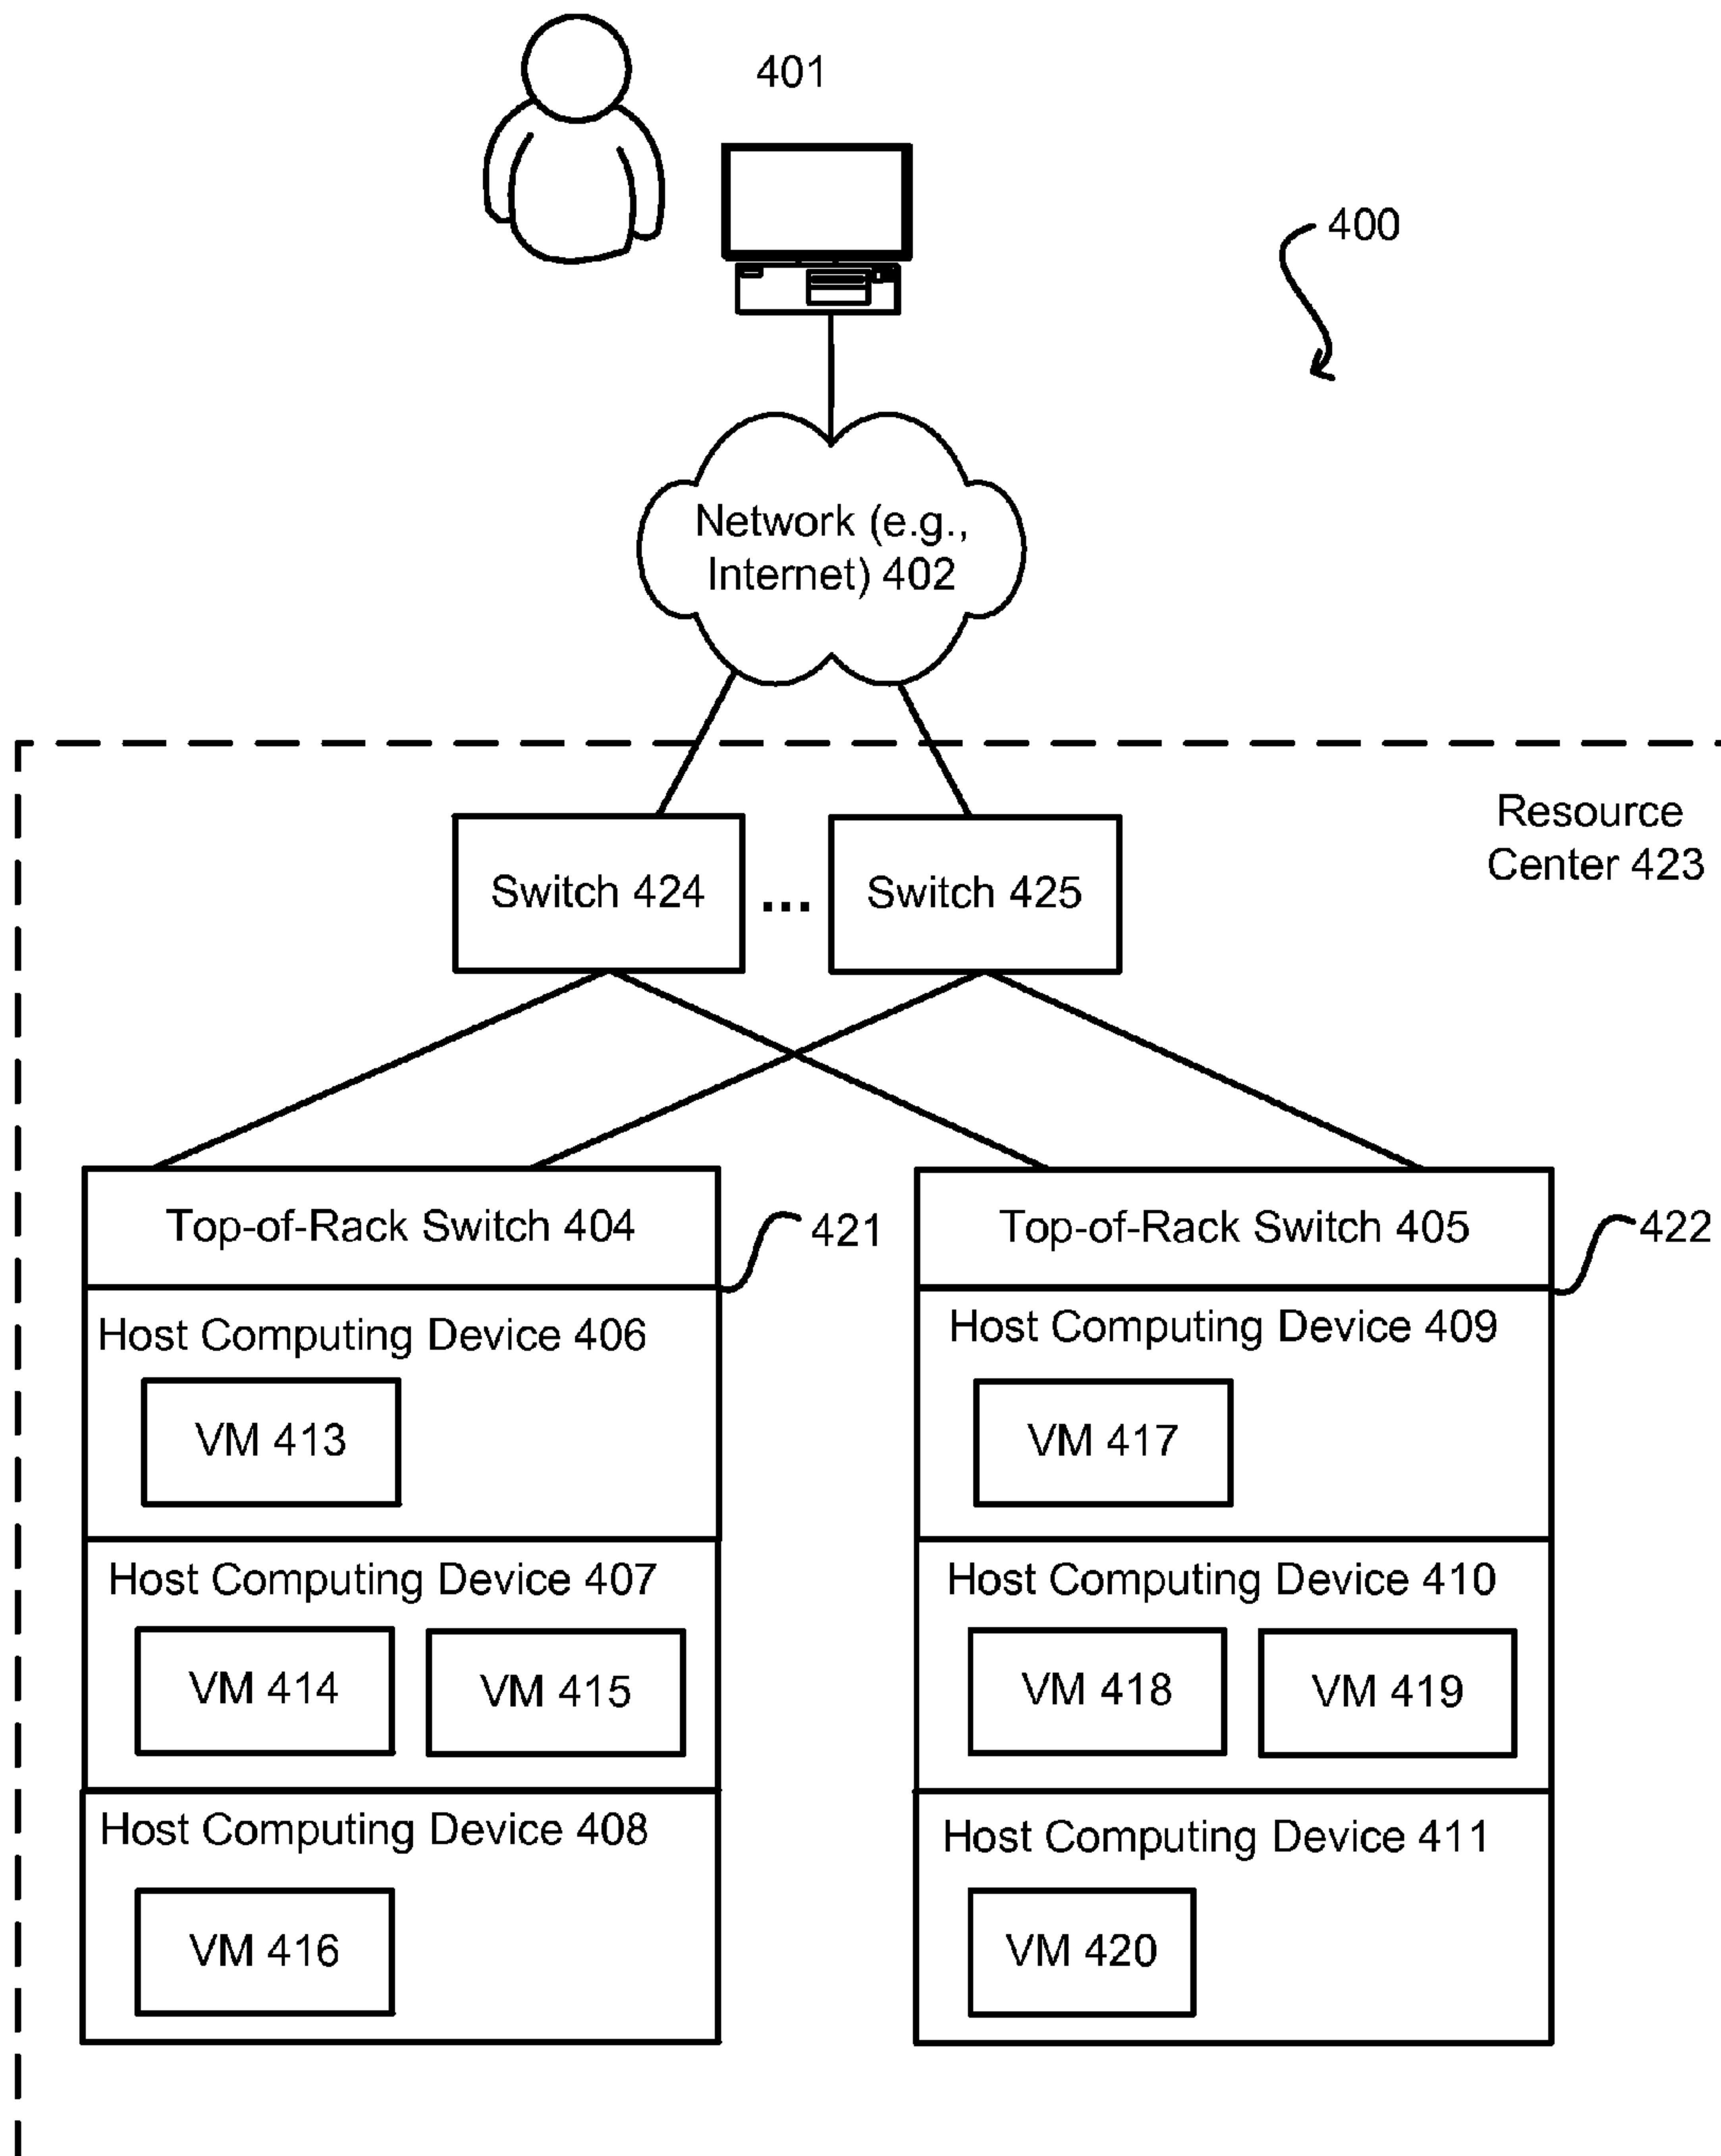 401
400
Network (e.g.,
Internet) 402
Resource
Center 423
Switch 424
...
Switch 425
Top-of-Rack Switch 404
421
Top-of-Rack Switch 405
422
Host Computing Device 406
VM 413
Host Computing Device 407
VM 414
VM 415
Host Computing Device 408
VM 416
Host Computing Device 409
VM 417
Host Computing Device 410
VM 418
VM 419
Host Computing Device 411
VM 420